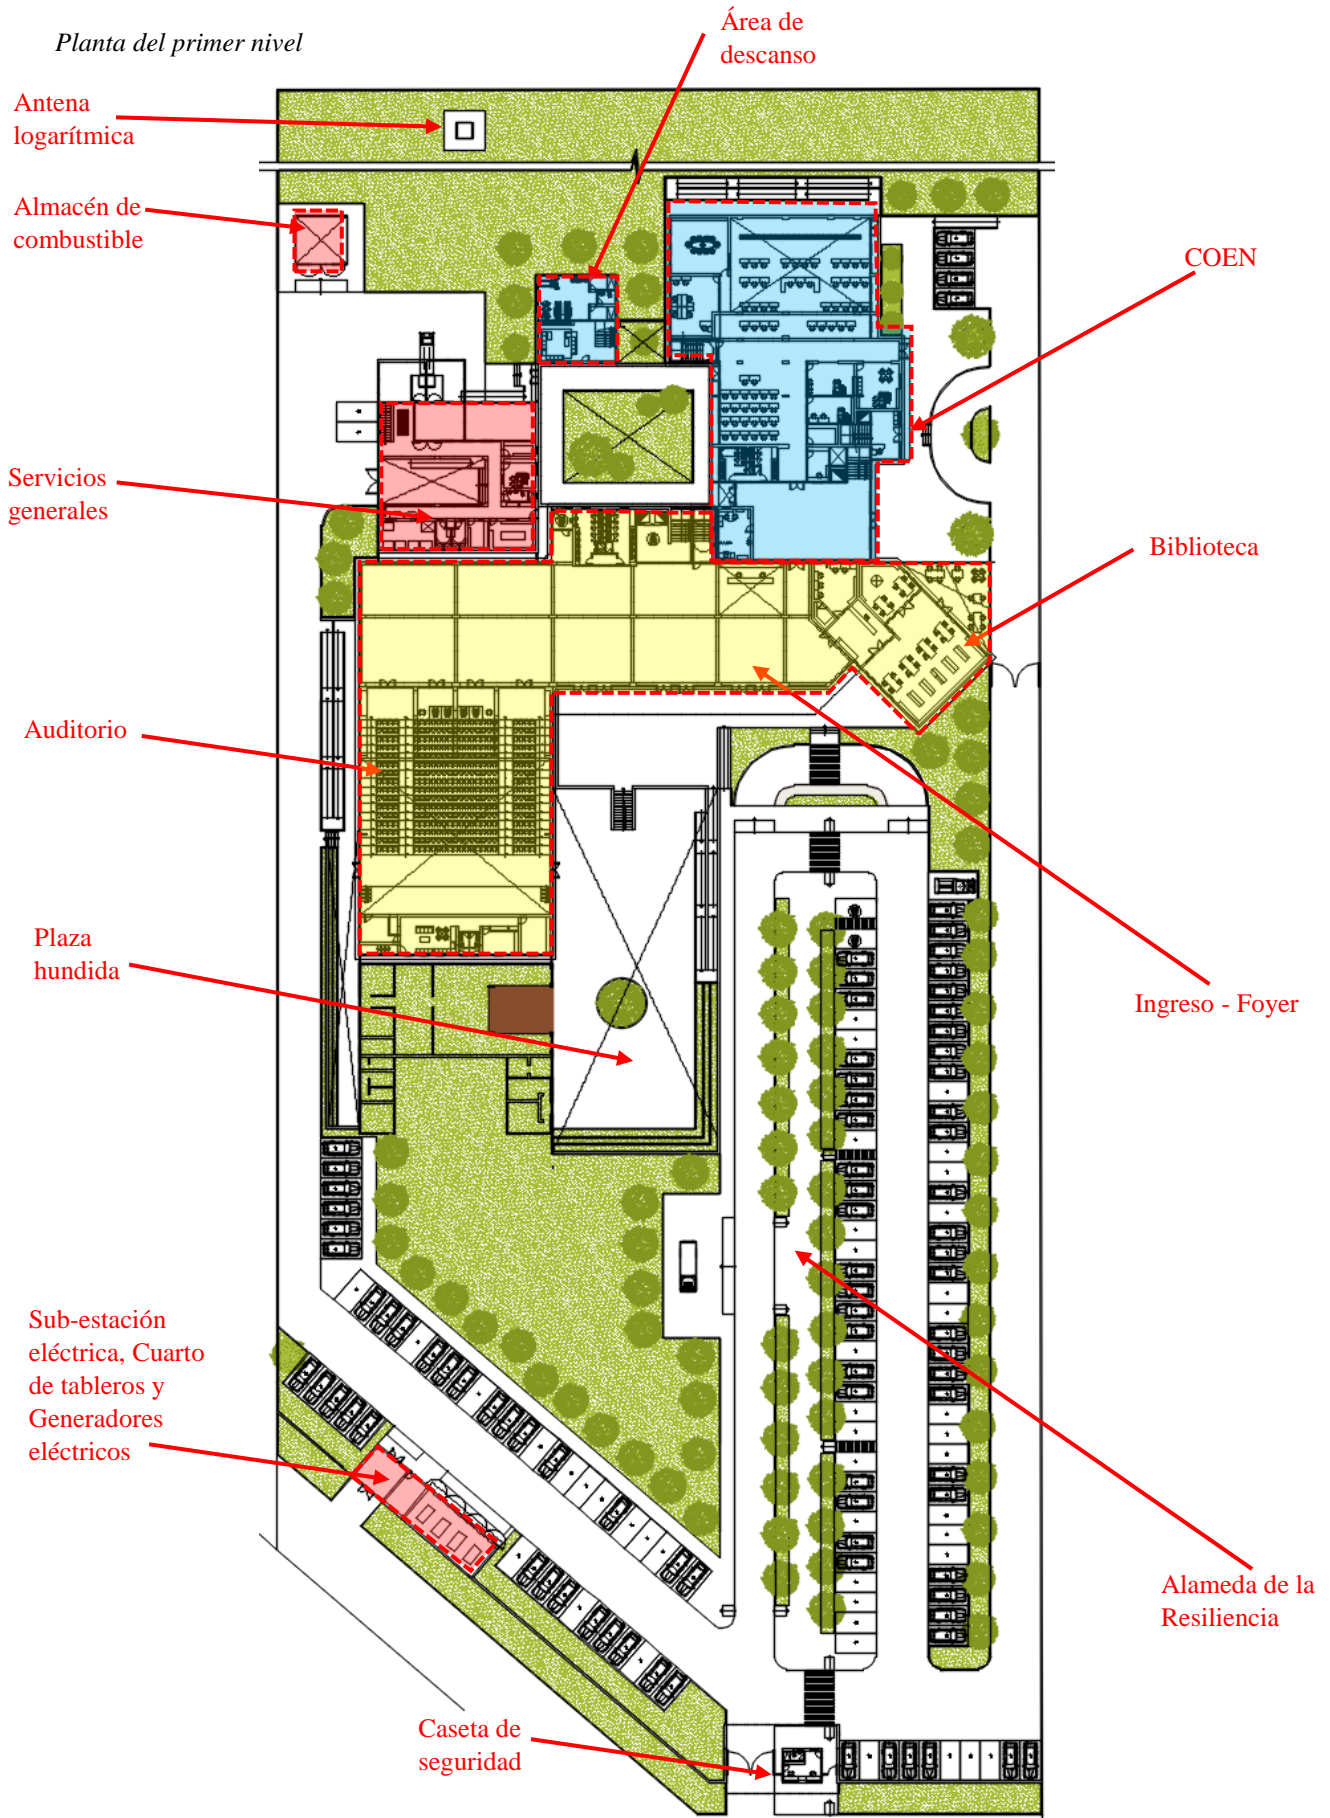 Planta del primer nivel
Área de
descanso
Antena
logarítmica
Almacén de
combustible
COEN
Servicios
generales
Biblioteca
Auditorio
Plaza
hundida
Ingreso - Foyer
Sub-estación
eléctrica, Cuarto
de tableros y
Generadores
eléctricos
Alameda de la
Resiliencia
Caseta de
seguridad